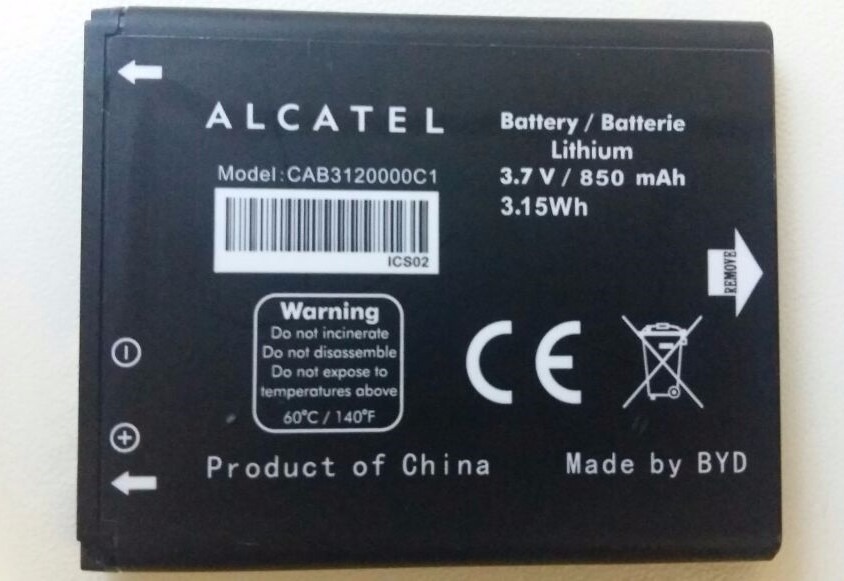 ALCATEL
Model:CAB3120000C1
ICS02
Battery / Batterie
Lithium
3.7 V / 850 mAh
3.15Wh
REMOVE
Warning
Do not incinerate
Do not disassemble
Do not expose to
temperatures above
60°C / 140°F
CE
Product of China
Made by BYD